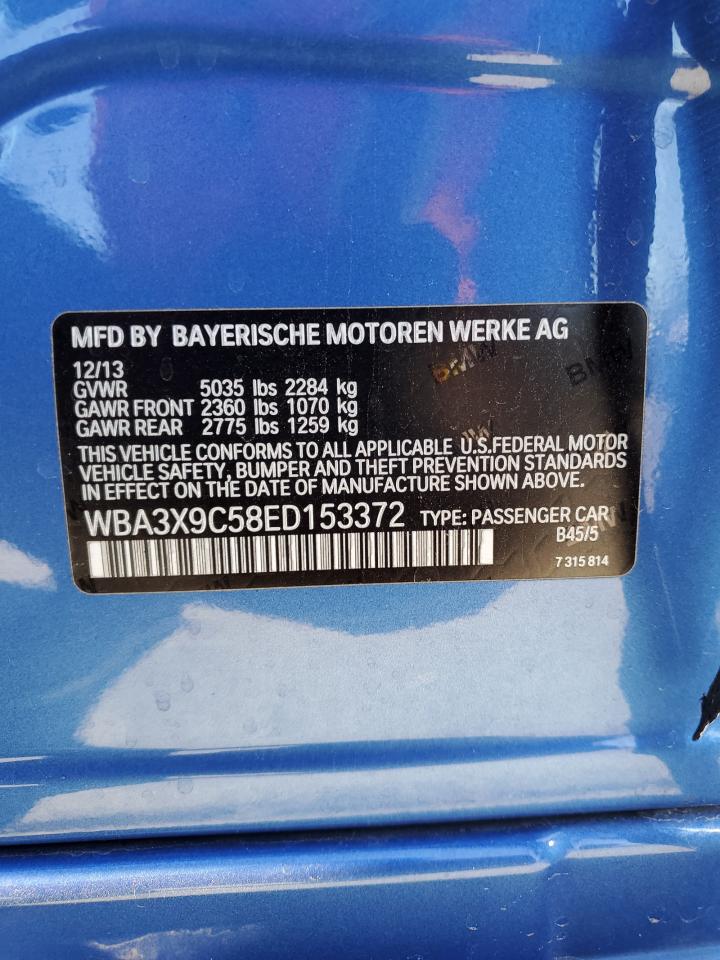 MFD BY BAYERISCHE MOTOREN WERKE AG
12/13
GVWR 5035 lbs 2284 kg
GAWR FRONT 2360 lbs 1070 kg
GAWR REAR 2775 lbs 1259 kg
THIS VEHICLE CONFORMS TO ALL APPLICABLE U.S.FEDERAL MOTOR
VEHICLE SAFETY, BUMPER AND THEFT PREVENTION STANDARDS
IN EFFECT ON THE DATE OF MANUFACTURE SHOWN ABOVE.
WBA3X9C58ED153372 TYPE: PASSENGER CAR
B45/5
7 315 814
BMW
BMW